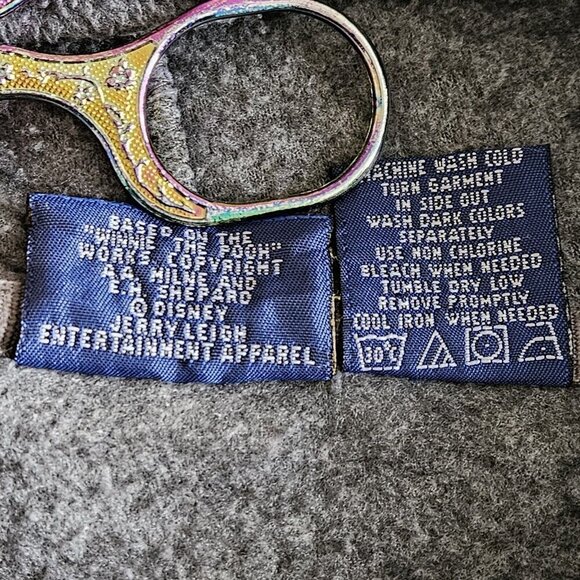 BASED ON THE
"WINNIE THE POOH"
WORKS, COPYRIGHT
A.A. MILNE AND
E.H. SHEPARD
© DISNEY
JERRY LEIGH
ENTERTAINMENT APPAREL
MACHINE WASH COLD
TURN GARMENT
IN SIDE OUT
WASH DARK COLORS
SEPARATELY
USE NON CHLORINE
BLEACH WHEN NEEDED
TUMBLE DRY LOW
REMOVE PROMPTLY
COOL IRON WHEN NEEDED
30C